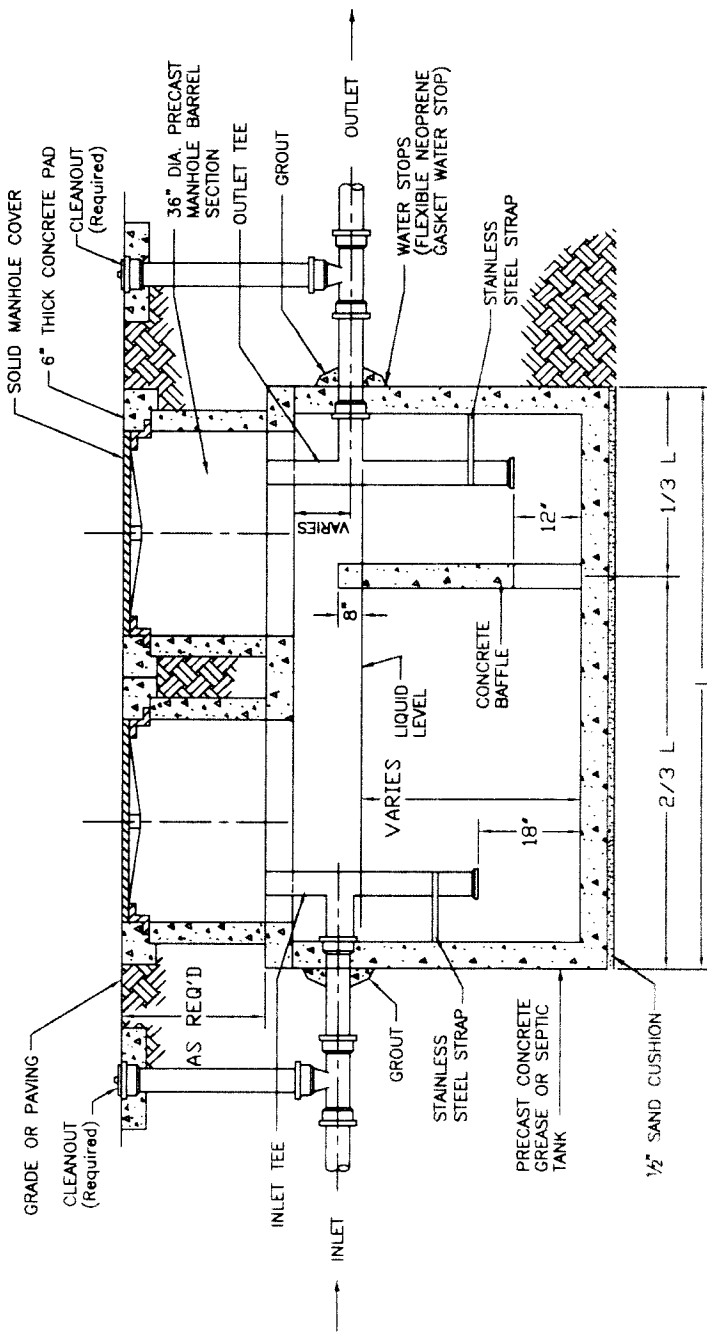 SOLID MANHOLE COVER
6" THICK CONCRETE PAD
CLEANOUT
(Required)
36" DIA. PRECAST
MANHOLE BARREL
SECTION
OUTLET TEE
GROUT
OUTLET
WATER STOPS
(FLEXIBLE NEOPRENE
GASKET WATER STOP)
STAINLESS
STEEL STRAP
GRADE OR PAVING
CLEANOUT
(Required)
AS REQ'D
INLET TEE
INLET
GROUT
STAINLESS
STEEL STRAP
PRECAST CONCRETE
GREASE OR SEPTIC
TANK
1/2" SAND CUSHION
VARIES
8"
LIQUID
LEVEL
VARIES
CONCRETE
BAFFLE
12"
18"
2/3 L
1/3 L